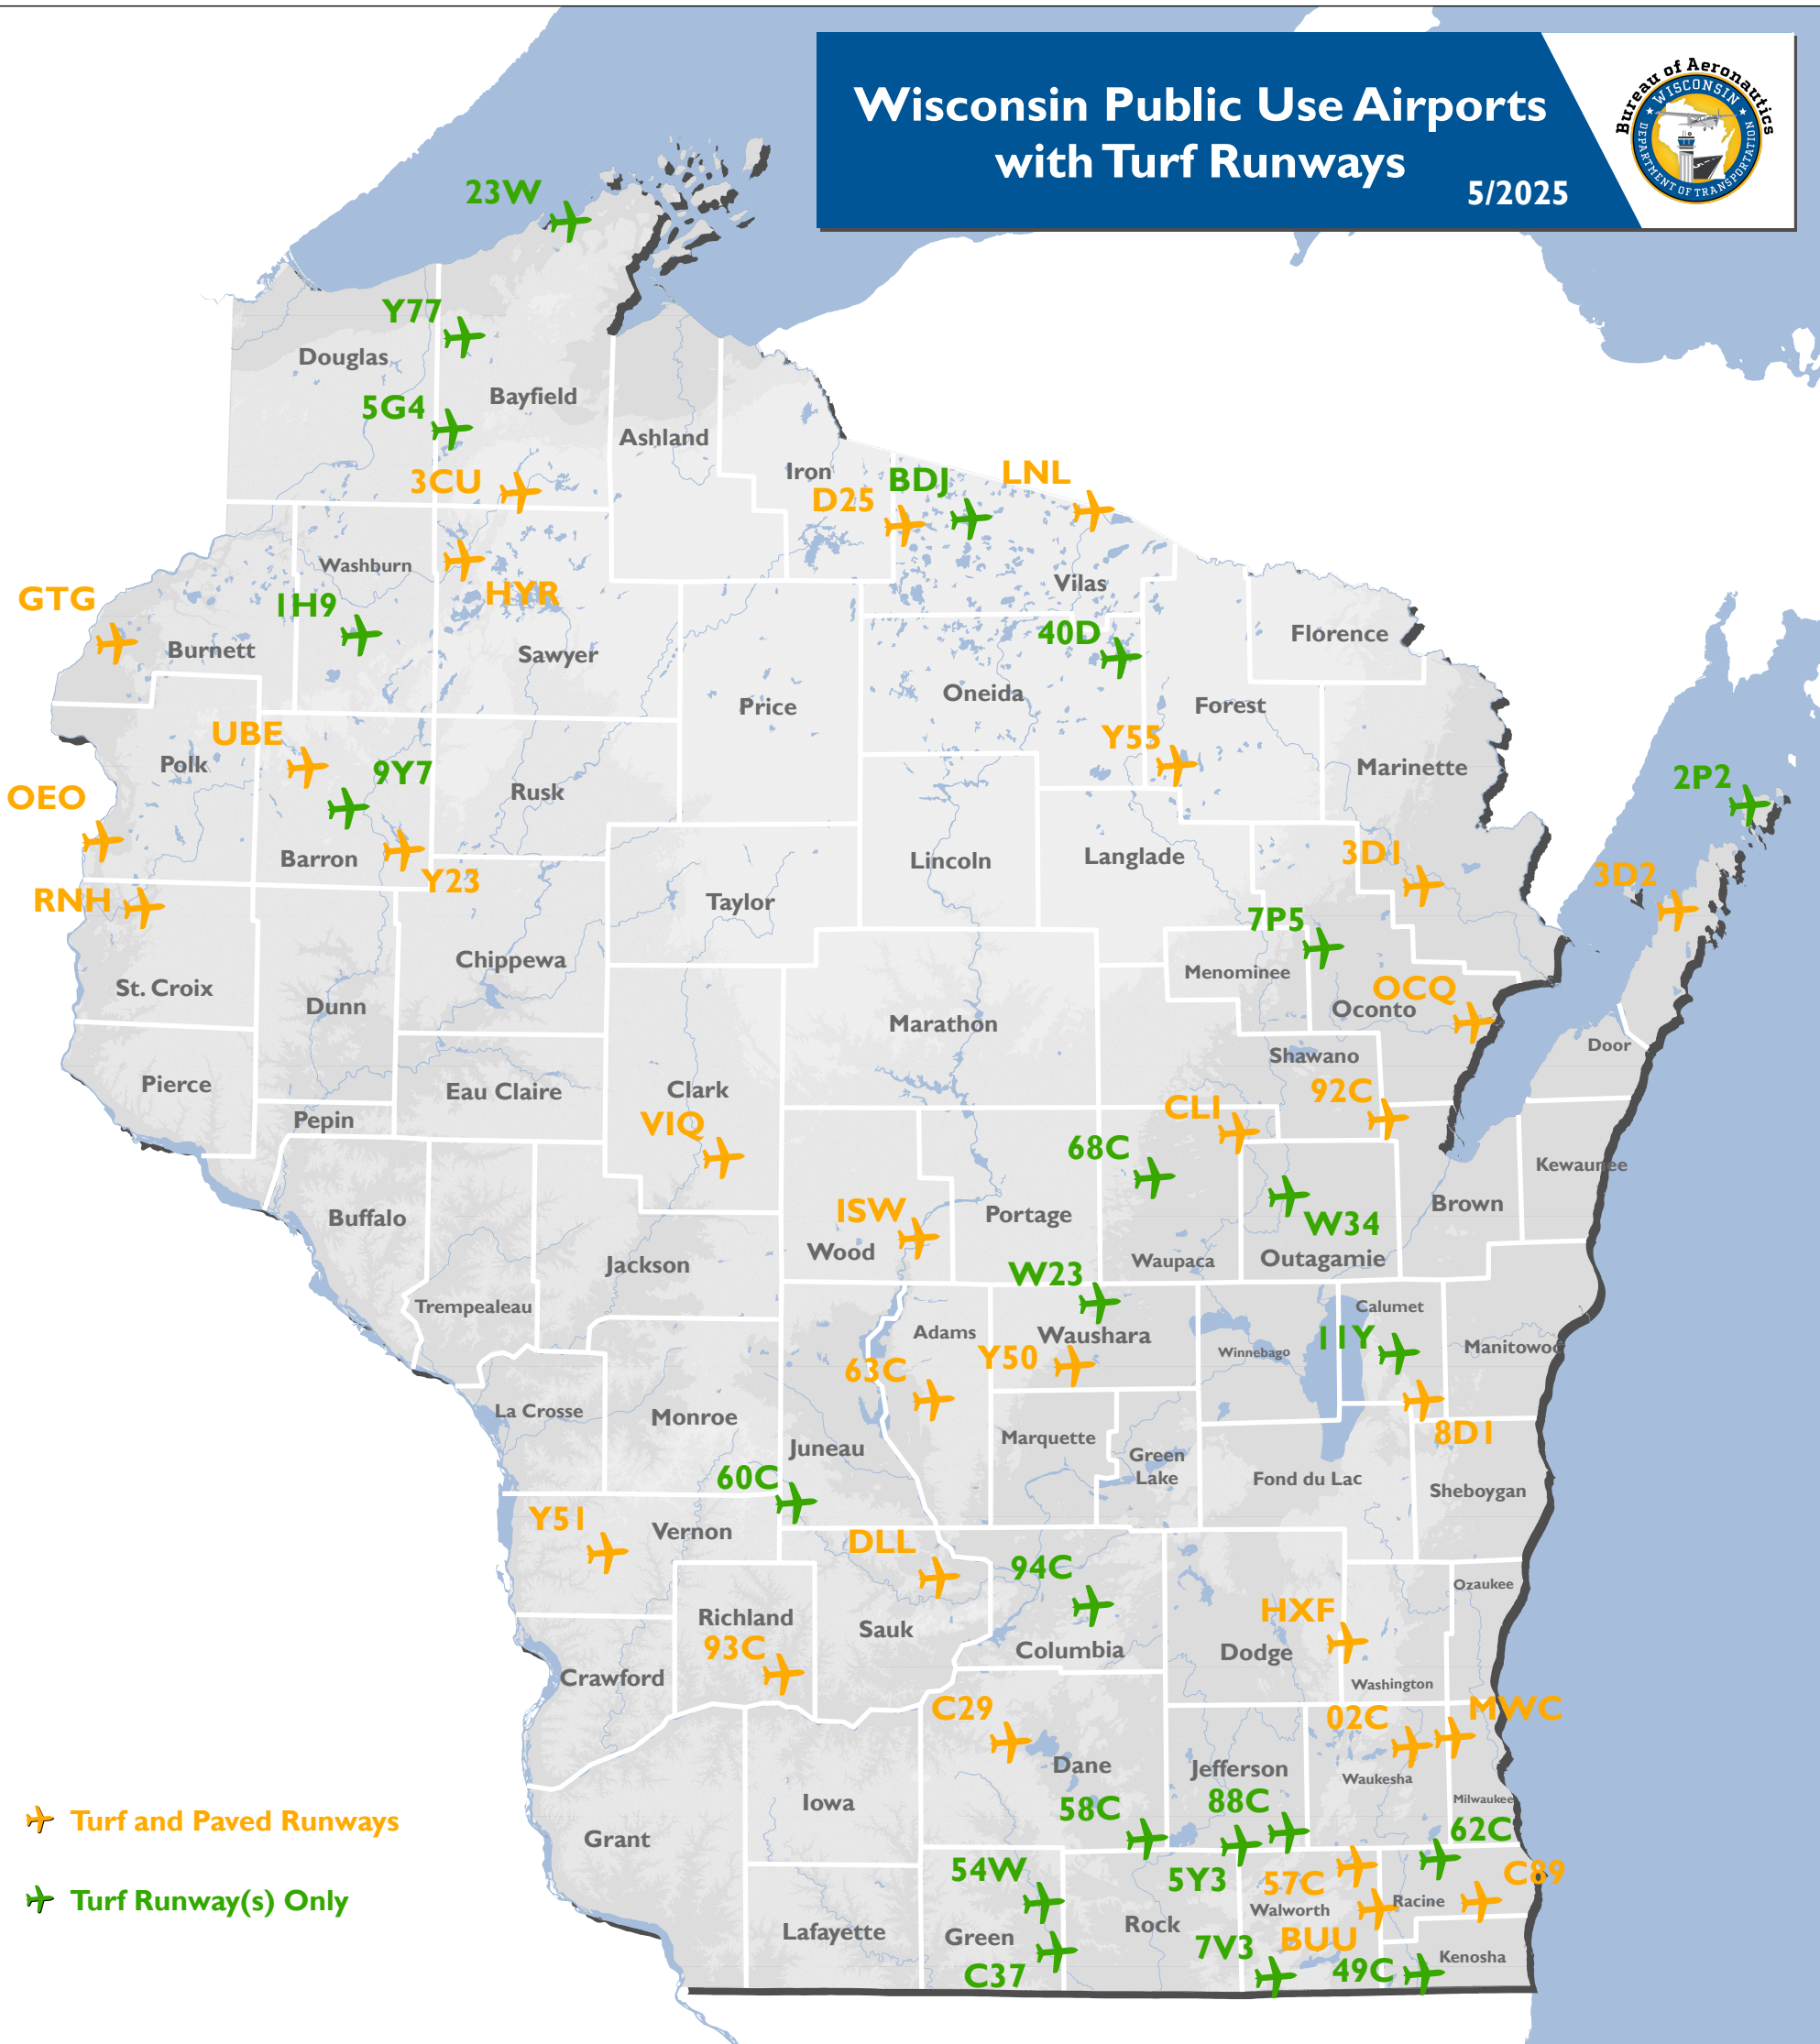 Wisconsin Public Use Airports
with Turf Runways
5/2025
Bureau of Aeronautics
WISCONSIN
DEPARTMENT OF TRANSPORTATION
23W
Y77
Douglas
Bayfield
5G4
Ashland
3CU
Iron
D25
BDJ
LNL
Washburn
HYR
Vilas
GTG
1H9
Burnett
Sawyer
40D
Florence
Oneida
Price
Forest
UBE
Polk
9Y7
Y55
Marinette
2P2
OEO
Rusk
Barron
Y23
Lincoln
Langlade
3D1
3D2
RNH
Taylor
7P5
Chippewa
Menominee
St. Croix
Dunn
OCQ
Oconto
Marathon
Door
Shawano
Pierce
Eau Claire
Clark
92C
Pepin
VIQ
CLI
68C
Kewaunee
Brown
Buffalo
ISW
Portage
W34
Wood
Waupaca
Outagamie
Jackson
W23
Trempealeau
Calumet
Adams
Waushara
11Y
Manitowoc
Winnebago
63C
Y50
La Crosse
Monroe
8D1
Juneau
Marquette
Green
Lake
Fond du Lac
Sheboygan
60C
Y51
Vernon
DLL
94C
Ozaukee
Richland
HXF
Sauk
93C
Columbia
Dodge
Crawford
Washington
C29
02C
MWC
Dane
Jefferson
Waukesha
Milwaukee
Iowa
58C
88C
Turf and Paved Runways
Grant
62C
54W
5Y3
57C
C89
Turf Runway(s) Only
Racine
Walworth
Rock
Lafayette
Green
BUU
7V3
Kenosha
C37
49C